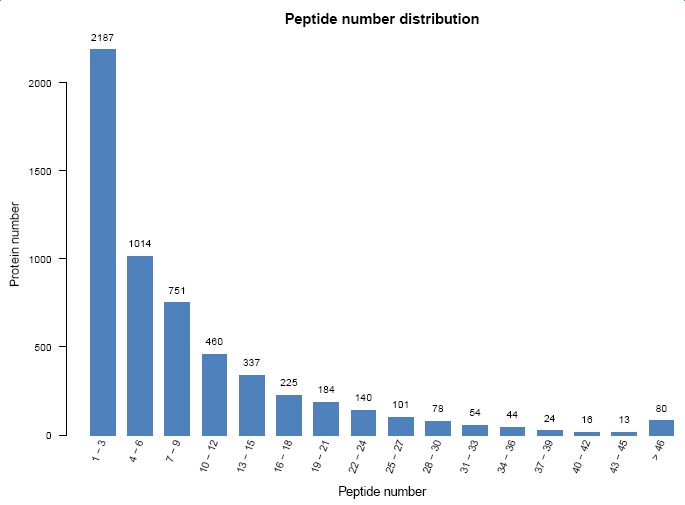 Peptide number distribution
2187
2000
1500
1014
1000
751
500
460
337
225
184
140
101
78
54
44
24
16
13
80
0
Protein number
1 – 3
4 – 6
7 – 9
10 – 12
13 – 15
16 – 18
19 – 21
22 – 24
25 – 27
28 – 30
31 – 33
34 – 36
37 – 39
40 – 42
43 – 45
> 46
Peptide number